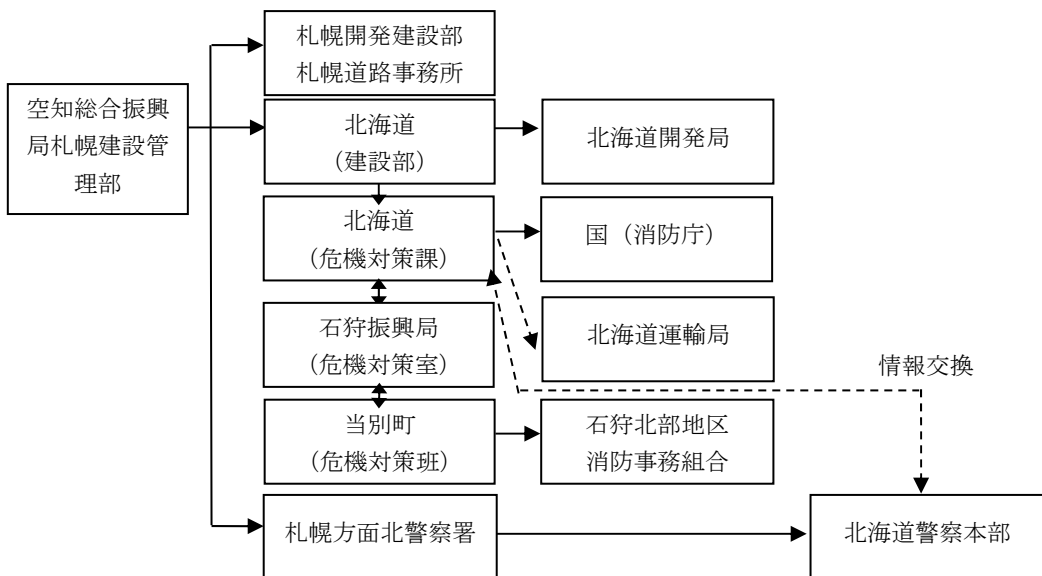 札幌開発建設部
札幌道路事務所
空知総合振興
局札幌建設管
理部
北海道
(建設部)
北海道開発局
北海道
(危機対策課)
国（消防庁）
石狩振興局
(危機対策室)
北海道運輸局
情報交換
当別町
(危機対策班)
石狩北部地区
消防事務組合
札幌方面北警察署
北海道警察本部